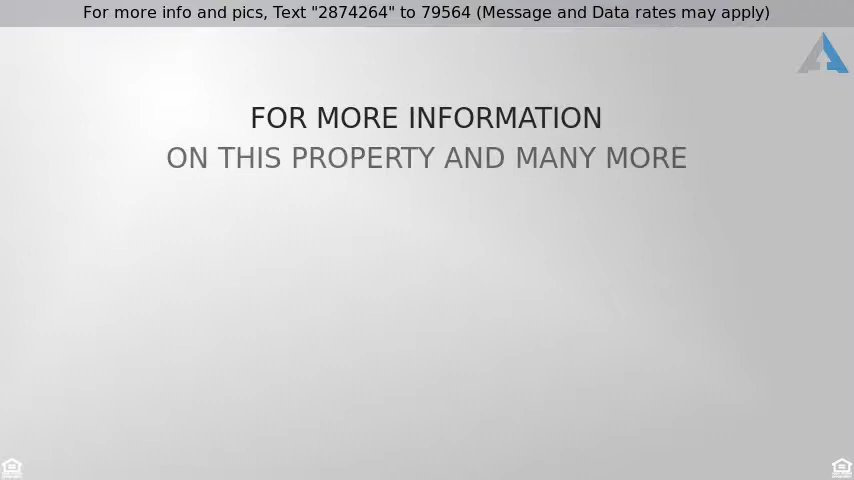 For more info and pics, Text "2874264" to 79564 (Message and Data rates may apply)
FOR MORE INFORMATION
ON THIS PROPERTY AND MANY MORE